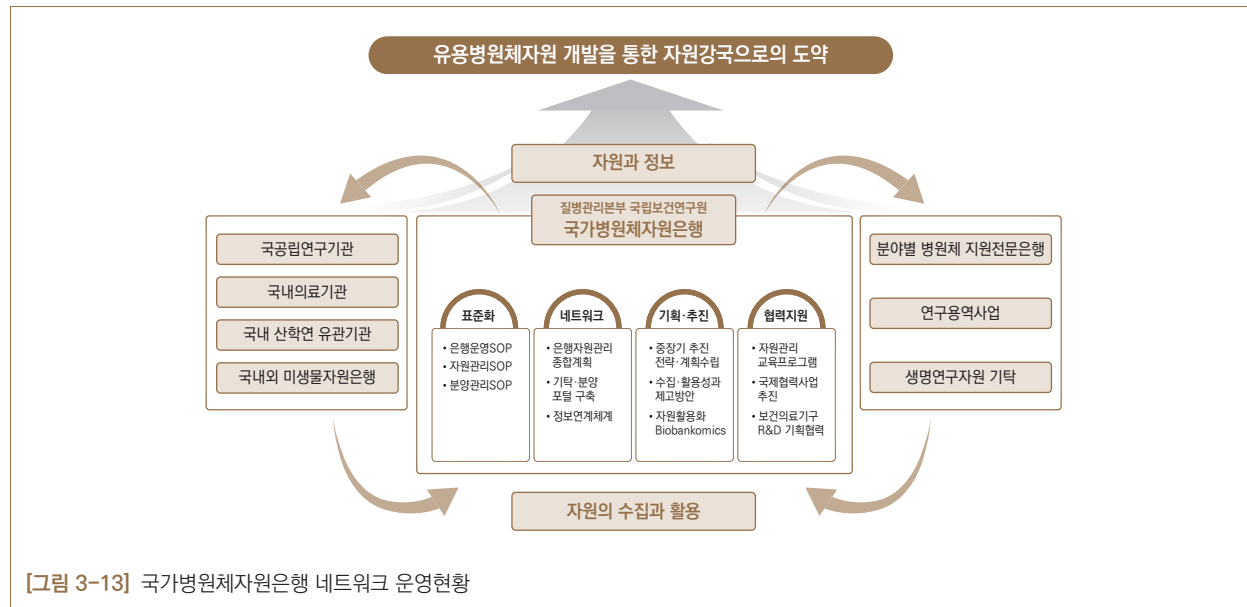 유용병원체자원 개발을 통한 자원강국으로의 도약
자원과 정보
질병관리본부 국립보건연구원
국가병원체자원은행
국공립연구기관
국내의료기관
국내 산학연 유관기관
국내외 미생물자원은행
표준화
• 은행운영SOP
• 자원관리SOP
• 분양관리SOP
네트워크
• 은행자원관리
종합계획
• 기탁·분양
포털 구축
• 정보연계체계
기획·추진
• 중장기 추진
전략·계획수립
• 수집·활용성과
제고방안
• 자원활용화
Biobankomics
협력지원
• 자원관리
교육프로그램
• 국제협력사업
추진
• 보건의료기구
R&D 기획협력
분야별 병원체 지원전문은행
연구용역사업
생명연구자원 기탁
자원의 수집과 활용
[그림 3-13] 국가병원체자원은행 네트워크 운영현황